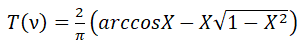 T(ν) = 2/π (arccosX − X√(1 − X²))